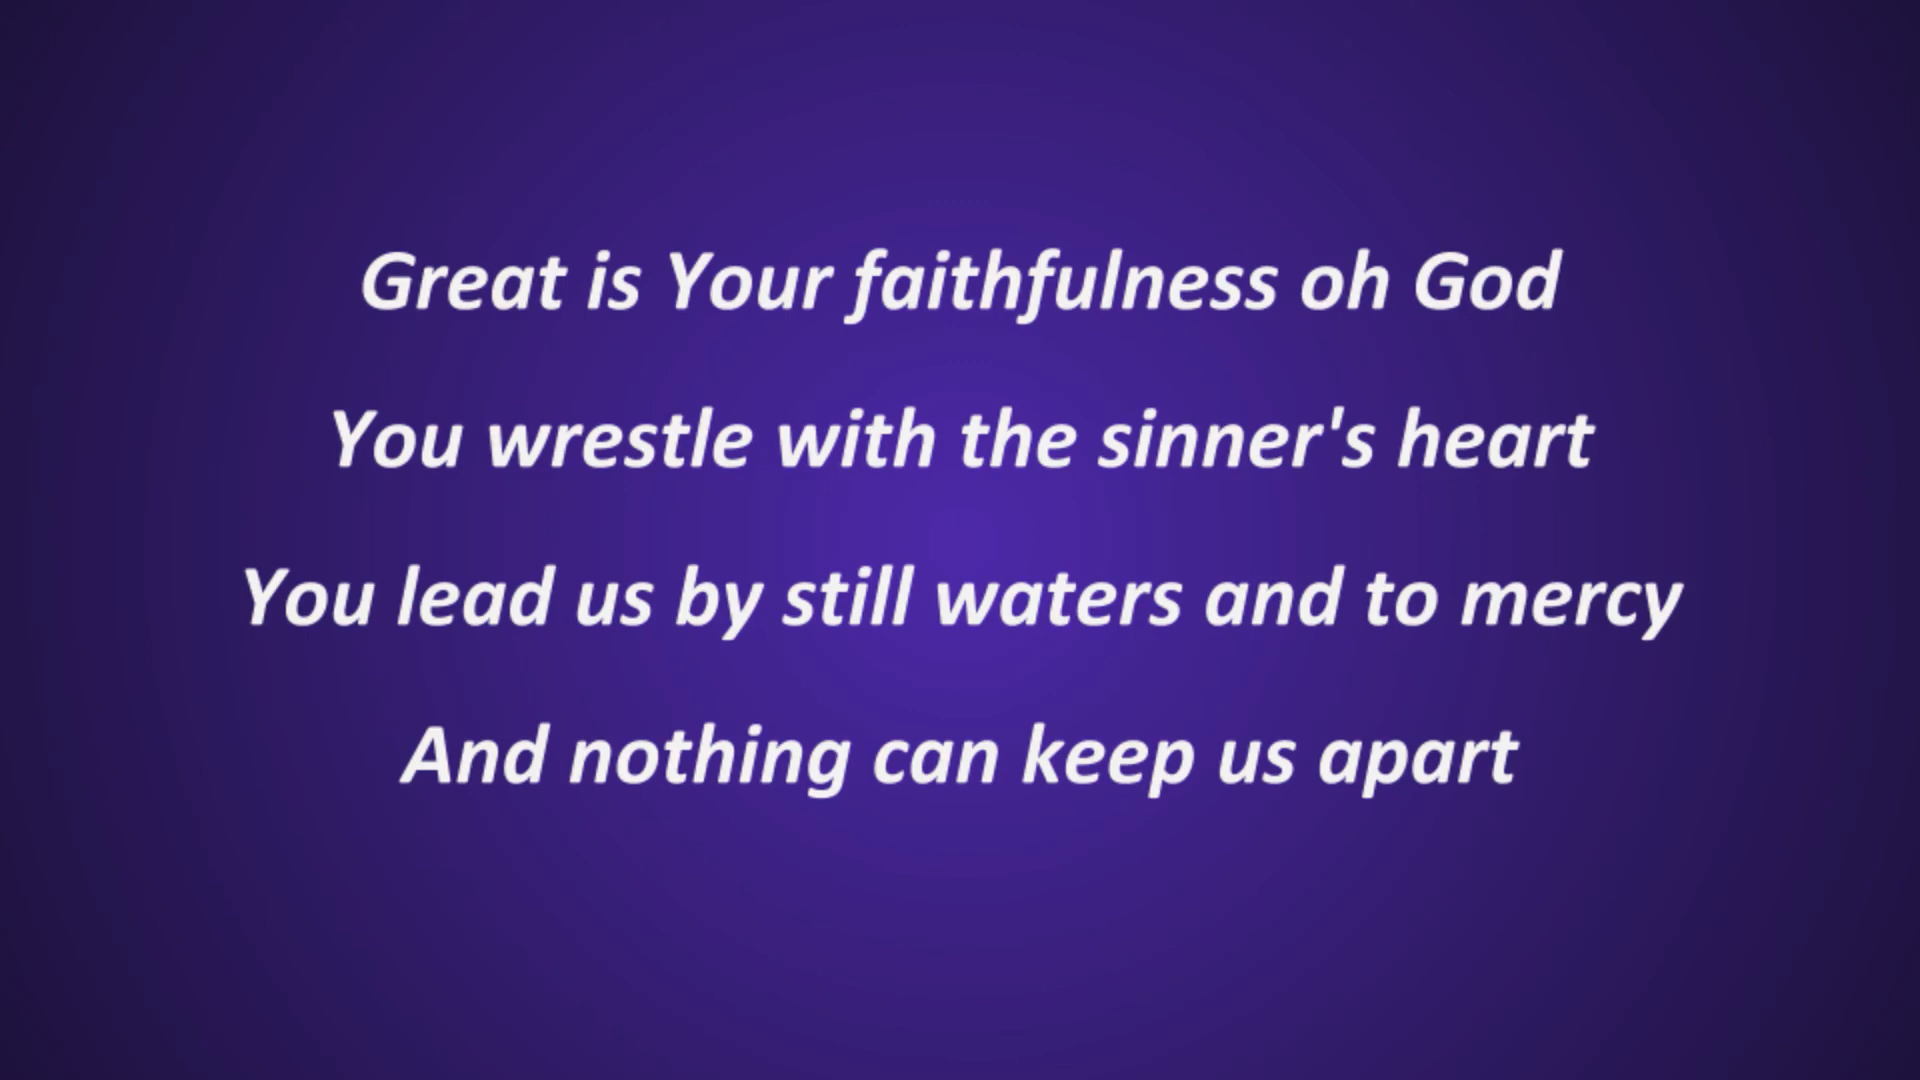 Great is Your faithfulness oh God
You wrestle with the sinner's heart
You lead us by still waters and to mercy
And nothing can keep us apart